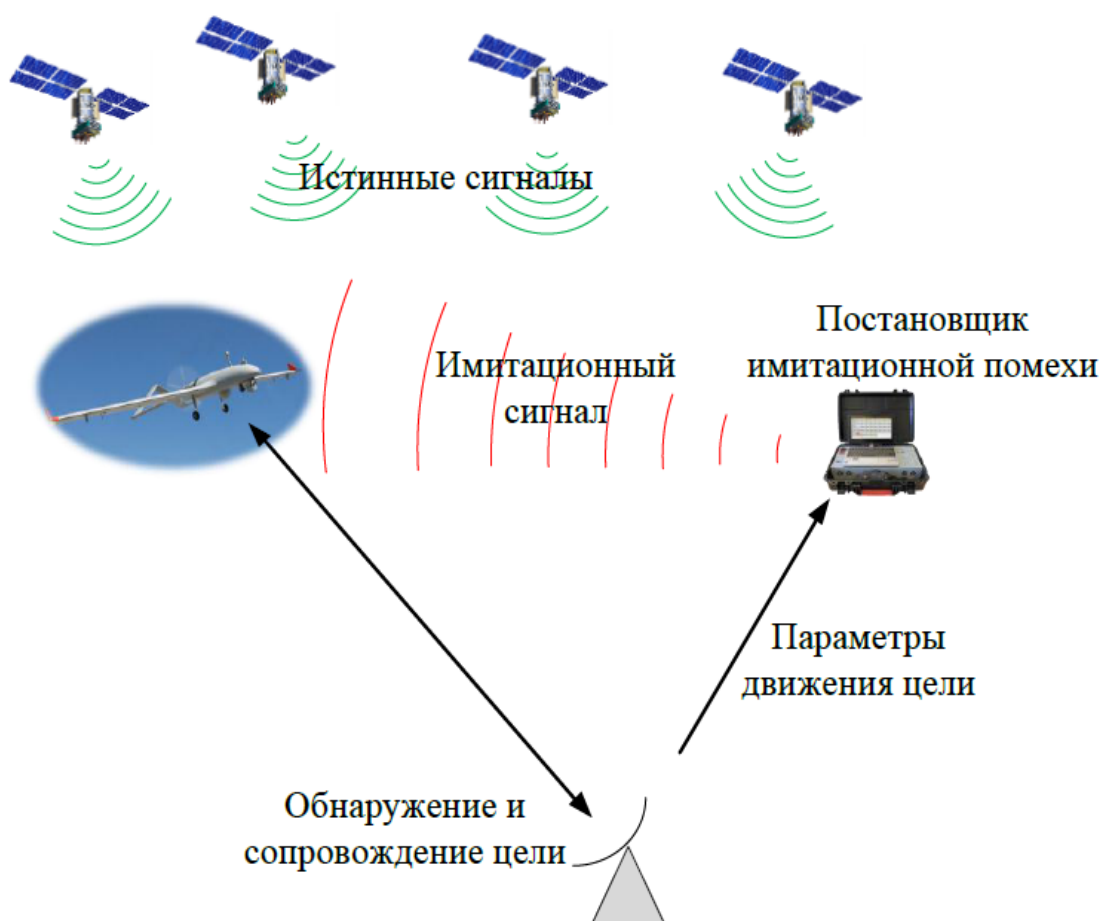 Истинные сигналы
Постановщик
имитационной помехи
Имитационный
сигнал
Параметры
движения цели
Обнаружение и
сопровождение цели